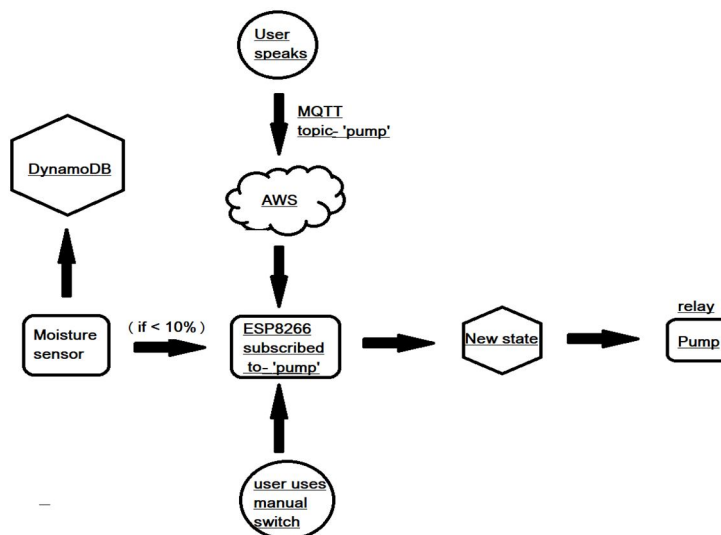 User
speaks
MQTT
topic- 'pump'
DynamoDB
AWS
Moisture
sensor
( if < 10% )
ESP8266
subscribed
to- 'pump'
New state
relay
Pump
user uses
manual
switch